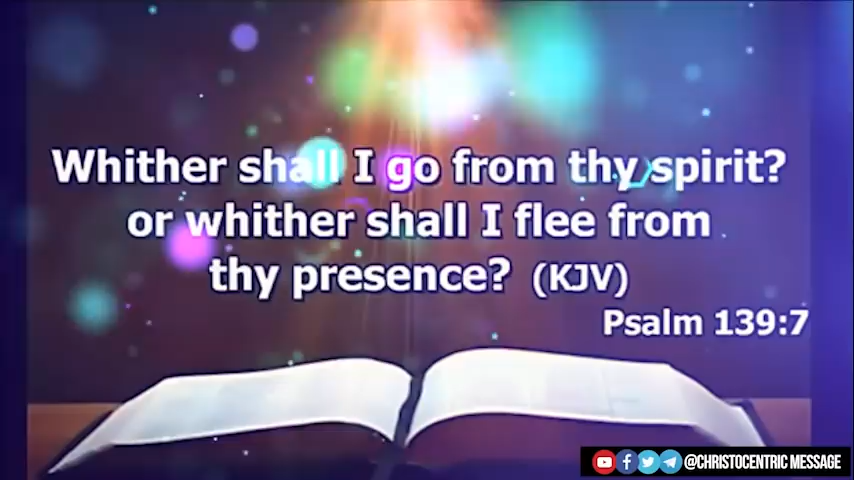 Whither shall I go from thy spirit?
or whither shall I flee from
thy presence? (KJV)
Psalm 139:7
@CHRISTOCENTRIC MESSAGE